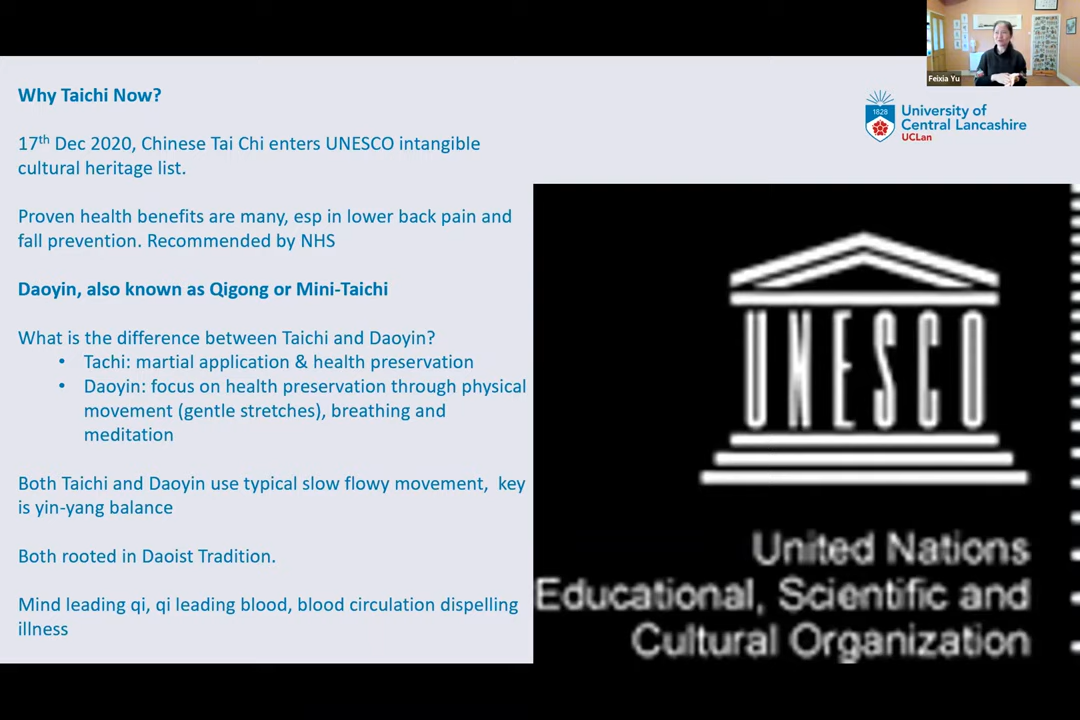 Feixia Yu
1828
University of
Central Lancashire
UCLan
Why Taichi Now?
17th Dec 2020, Chinese Tai Chi enters UNESCO intangible
cultural heritage list.
Proven health benefits are many, esp in lower back pain and
fall prevention. Recommended by NHS
Daoyin, also known as Qigong or Mini-Taichi
What is the difference between Taichi and Daoyin?
• Tachi: martial application & health preservation
• Daoyin: focus on health preservation through physical
movement (gentle stretches), breathing and
meditation
Both Taichi and Daoyin use typical slow flowy movement, key
is yin-yang balance
Both rooted in Daoist Tradition.
Mind leading qi, qi leading blood, blood circulation dispelling
illness
UNESCO
United Nations
Educational, Scientific and
Cultural Organization